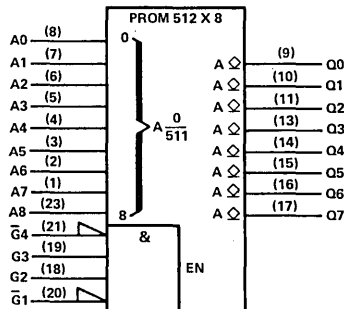 PROM 512 X 8
A0 (8) 0
A1 (7)
A2 (6)
A3 (5)
A4 (4) A 0/511
A5 (3)
A6 (2)
A7 (1)
A8 (23) 8
G̅4 (21) &
G3 (19)
G2 (18) EN
G̅1 (20)
A (9) Q0
A (10) Q1
A (11) Q2
A (13) Q3
A (14) Q4
A (15) Q5
A (16) Q6
A (17) Q7